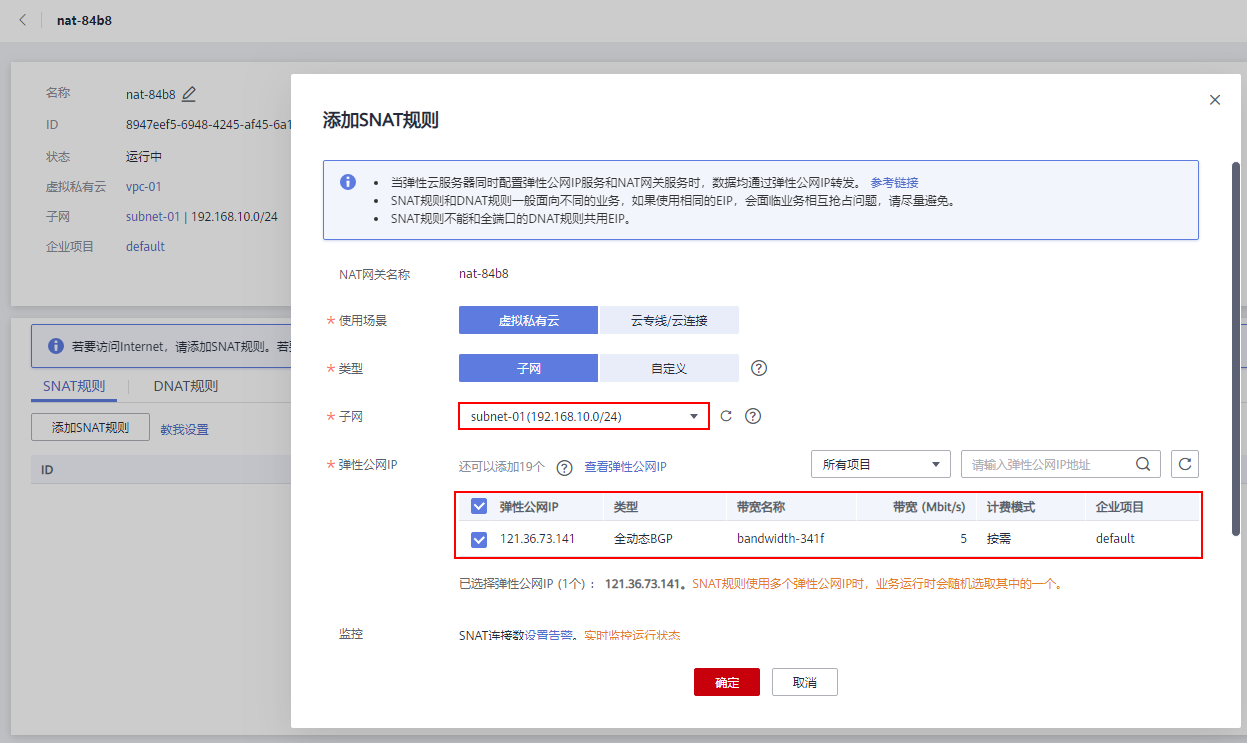 nat-84b8
名称 nat-84b8
ID 8947eef5-6948-4245-af45-6a1
状态 运行中
虚拟私有云 vpc-01
子网 subnet-01 | 192.168.10.0/24
企业项目 default
若要访问Internet，请添加SNAT规则。若
SNAT规则 DNAT规则
添加SNAT规则 教我设置
ID
添加SNAT规则
• 当弹性云服务器同时配置弹性公网IP服务和NAT网关服务时，数据均通过弹性公网IP转发。 参考链接
• SNAT规则和DNAT规则一般面向不同的业务，如果使用相同的EIP，会面临业务相互抢占问题，请尽量避免。
• SNAT规则不能和全端口的DNAT规则共用EIP。
NAT网关名称 nat-84b8
* 使用场景 虚拟私有云 云专线/云连接
* 类型 子网 自定义
* 子网 subnet-01(192.168.10.0/24)
* 弹性公网IP 还可以添加19个 查看弹性公网IP 所有项目 请输入弹性公网IP地址
弹性公网IP 类型 带宽名称 带宽 (Mbit/s) 计费模式 企业项目
121.36.73.141 全动态BGP bandwidth-341f 5 按需 default
已选择弹性公网IP (1个) ： 121.36.73.141。SNAT规则使用多个弹性公网IP时，业务运行时会随机选取其中的一个。
监控 SNAT连接数设置告警。实时监控运行状态
确定 取消